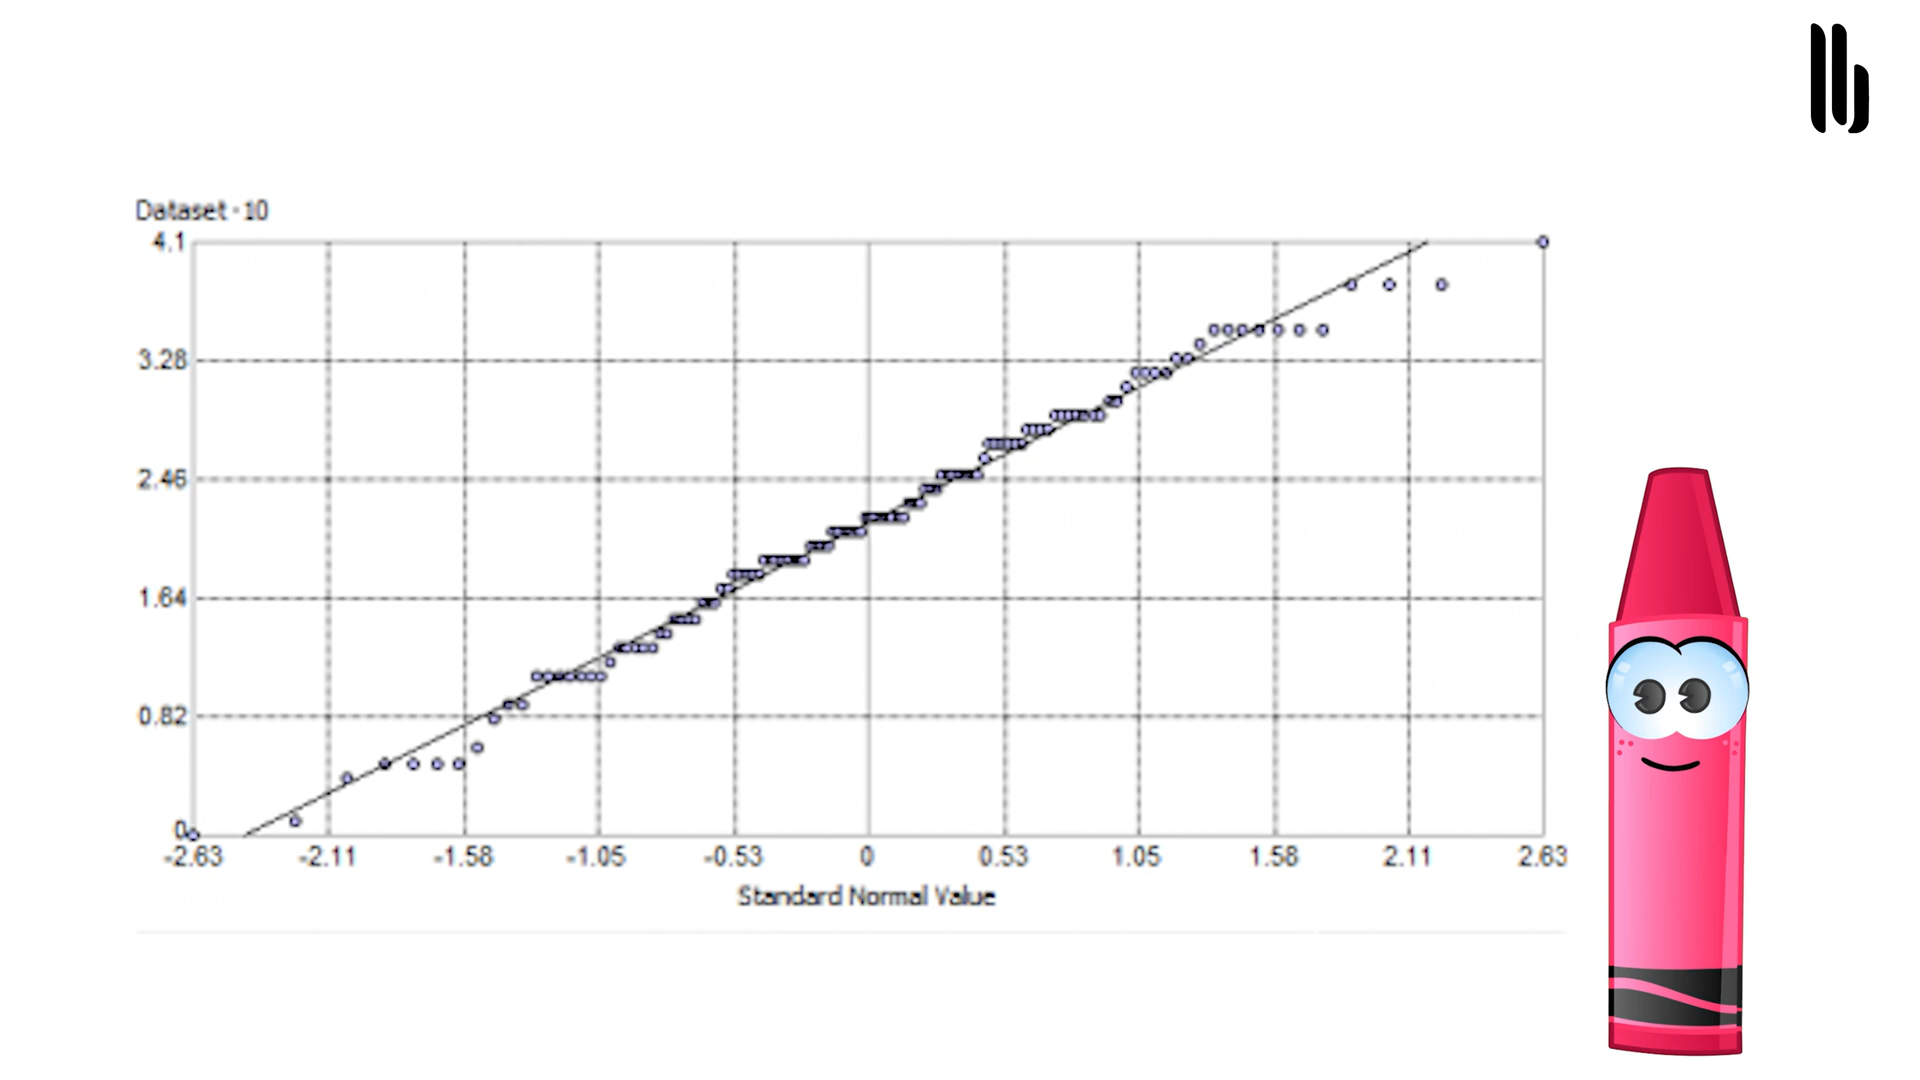 Dataset - 10
4.1
3.28
2.46
1.64
0.82
0
-2.63 -2.11 -1.58 -1.05 -0.53 0 0.53 1.05 1.58 2.11 2.63
Standard Normal Value